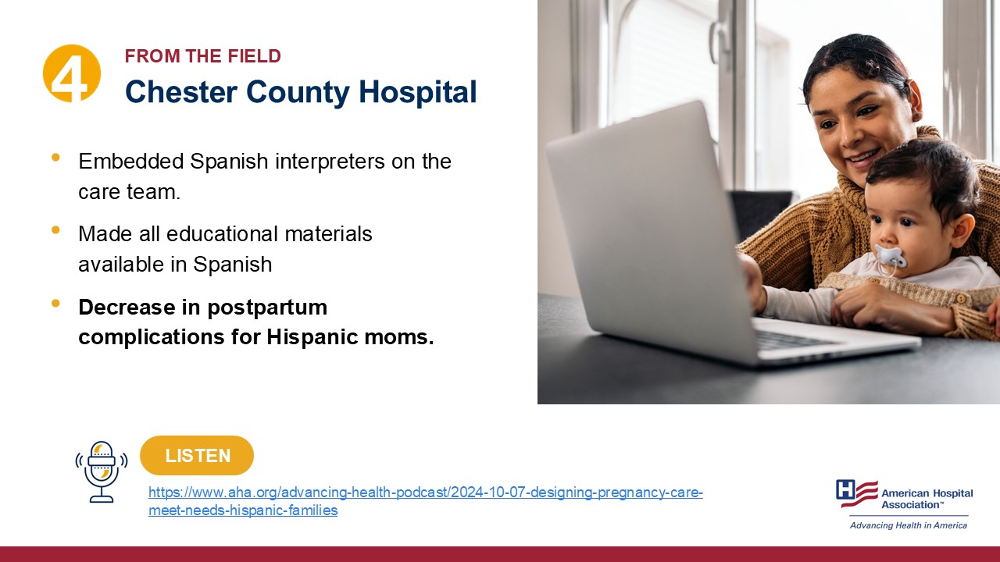 4
FROM THE FIELD
Chester County Hospital
• Embedded Spanish interpreters on the
care team.
• Made all educational materials
available in Spanish
• Decrease in postpartum
complications for Hispanic moms.
LISTEN
https://www.aha.org/advancing-health-podcast/2024-10-07-designing-pregnancy-care-
meet-needs-hispanic-families
H American Hospital
Association™
Advancing Health in America